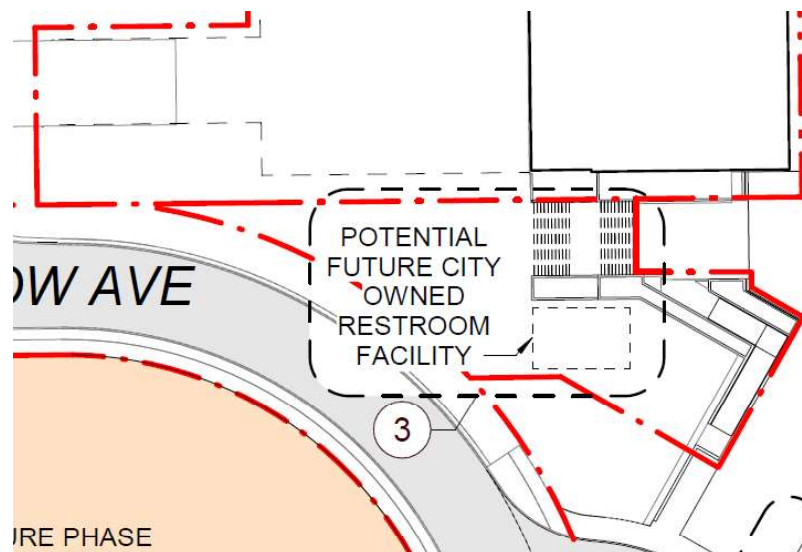 POTENTIAL
FUTURE CITY
OWNED
RESTROOM
FACILITY
OW AVE
3
URE PHASE